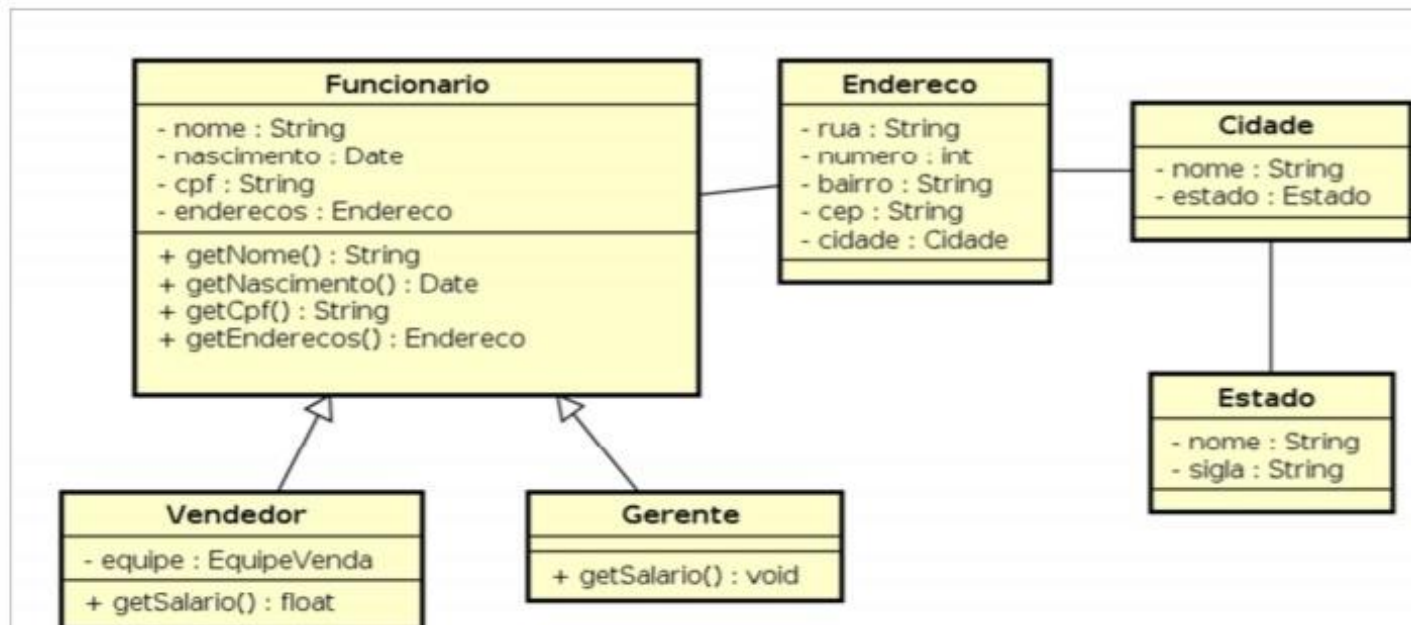 Funcionario
- nome : String
- nascimento : Date
- cpf : String
- enderecos : Endereco
+ getNome() : String
+ getNascimento() : Date
+ getCpf() : String
+ getEnderecos() : Endereco
Endereco
- rua : String
- numero : int
- bairro : String
- cep : String
- cidade : Cidade
Cidade
- nome : String
- estado : Estado
Estado
- nome : String
- sigla : String
Vendedor
- equipe : EquipeVenda
+ getSalario() : float
Gerente
+ getSalario() : void